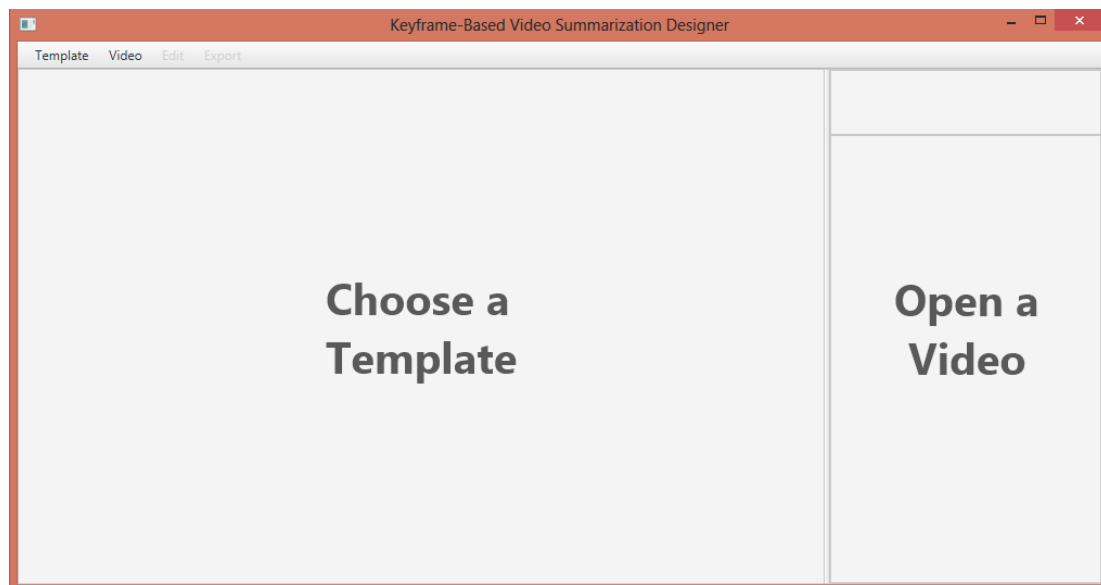 Keyframe-Based Video Summarization Designer
Template Video Edit Export
Choose a
Template
Open a
Video